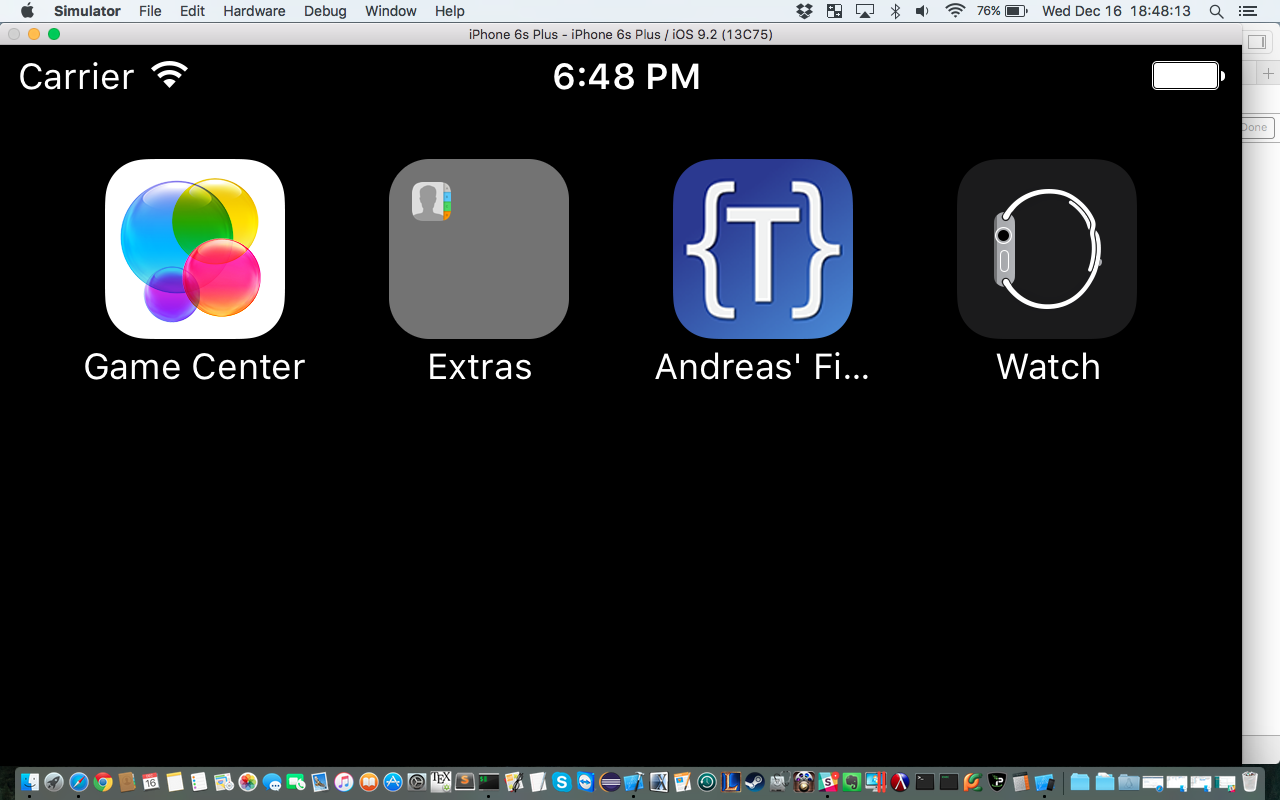 Simulator File Edit Hardware Debug Window Help 76% Wed Dec 16 18:48:13
iPhone 6s Plus - iPhone 6s Plus / iOS 9.2 (13C75)
Carrier 6:48 PM
Done
{T}
Game Center Extras Andreas' Fi... Watch
16